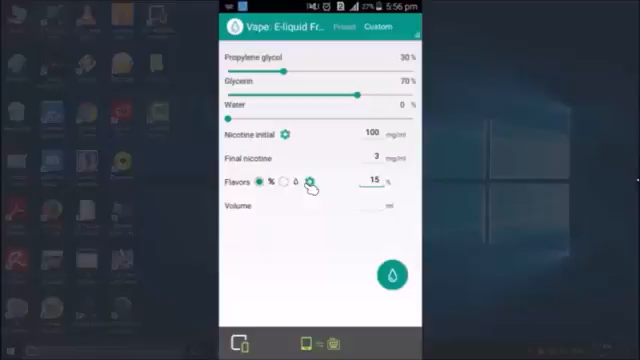 27% 5:56 pm
Vape: E-liquid Fr... Preset Custom
Propylene glycol 30 %
Glycerin 70 %
Water 0 %
Nicotine initial 100 mg/ml
Final nicotine 3 mg/ml
Flavors % 15 %
Volume ml